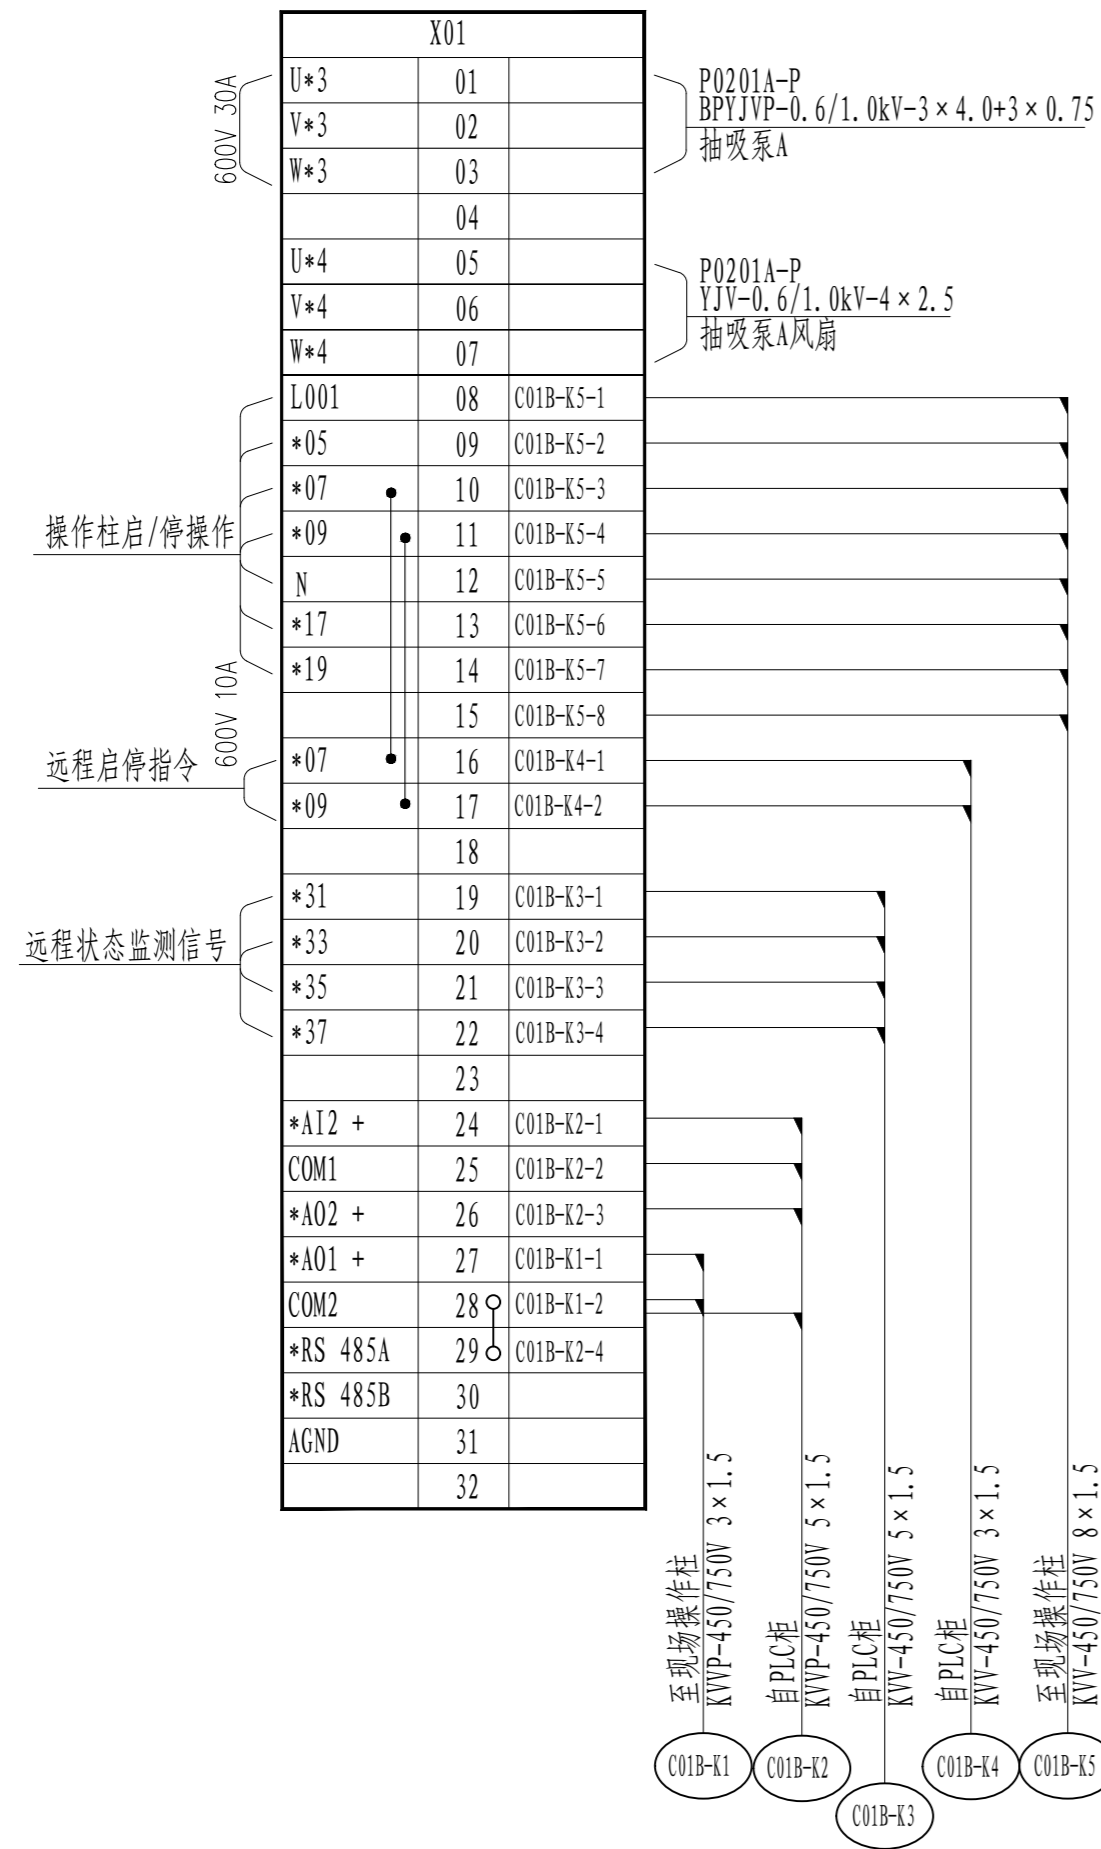 X01
U*3 01
V*3 02
W*3 03
04
U*4 05
V*4 06
W*4 07
L001 08 C01B-K5-1
*05 09 C01B-K5-2
*07 10 C01B-K5-3
*09 11 C01B-K5-4
N 12 C01B-K5-5
*17 13 C01B-K5-6
*19 14 C01B-K5-7
15 C01B-K5-8
*07 16 C01B-K4-1
*09 17 C01B-K4-2
18
*31 19 C01B-K3-1
*33 20 C01B-K3-2
*35 21 C01B-K3-3
*37 22 C01B-K3-4
23
*AI2 + 24 C01B-K2-1
COM1 25 C01B-K2-2
*AO2 + 26 C01B-K2-3
*AO1 + 27 C01B-K1-1
COM2 28 C01B-K1-2
*RS 485A 29 C01B-K2-4
*RS 485B 30
AGND 31
32
600V 30A
操作柱启/停操作
600V 10A
远程启停指令
远程状态监测信号
P0201A-P
BPYJVP-0.6/1.0kV-3×4.0+3×0.75
抽吸泵A
P0201A-P
YJV-0.6/1.0kV-4×2.5
抽吸泵A风扇
至现场操作柱
KVVP-450/750V 3×1.5
自PLC柜
KVVP-450/750V 5×1.5
自PLC柜
KVV-450/750V 5×1.5
自PLC柜
KVV-450/750V 3×1.5
至现场操作柱
KVV-450/750V 8×1.5
C01B-K1
C01B-K2
C01B-K3
C01B-K4
C01B-K5